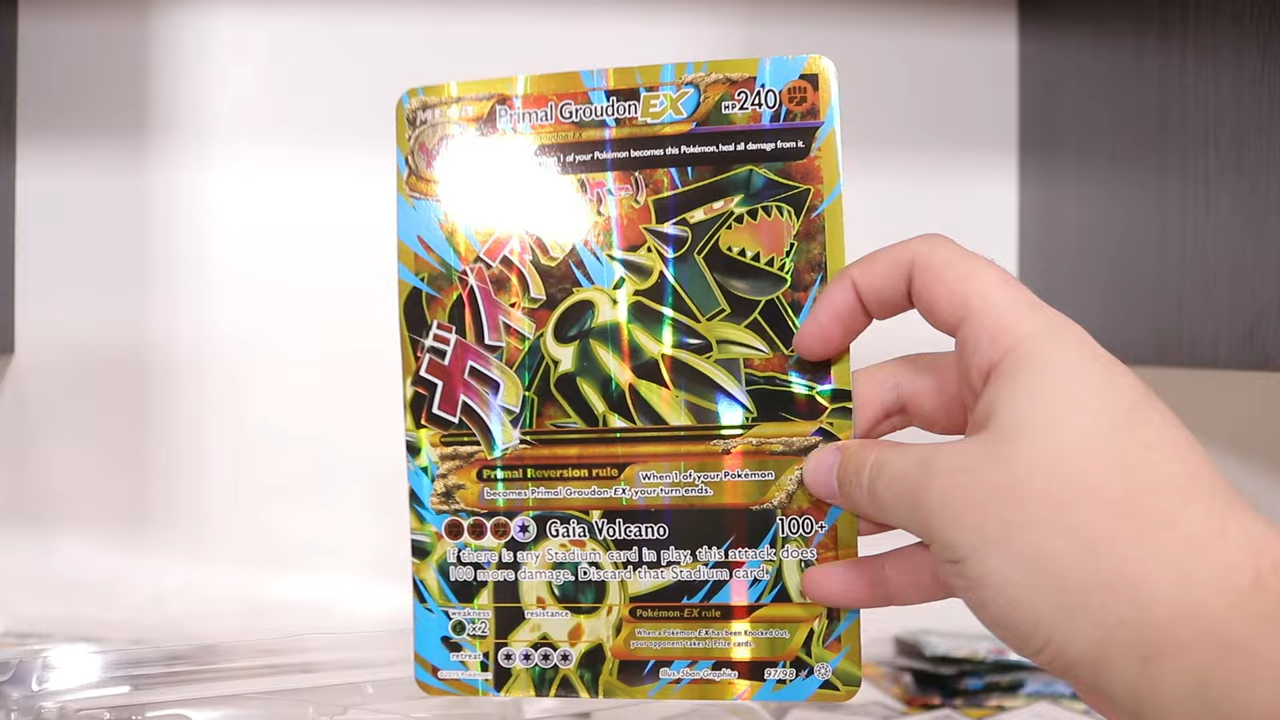 MEGA
Primal Groudon EX HP 240
1 of your Pokémon becomes this Pokémon, heal all damage from it.
Primal Reversion rule When 1 of your Pokémon
becomes Primal Groudon-EX, your turn ends.
Gaia Volcano 100+
If there is any Stadium card in play, this attack does
100 more damage. Discard that Stadium card.
weakness resistance Pokémon-EX rule
×2 When a Pokémon-EX has been Knocked Out,
your opponent takes 2 Prize cards.
retreat
©2015 Pokémon Illus. 5ban Graphics 97/98